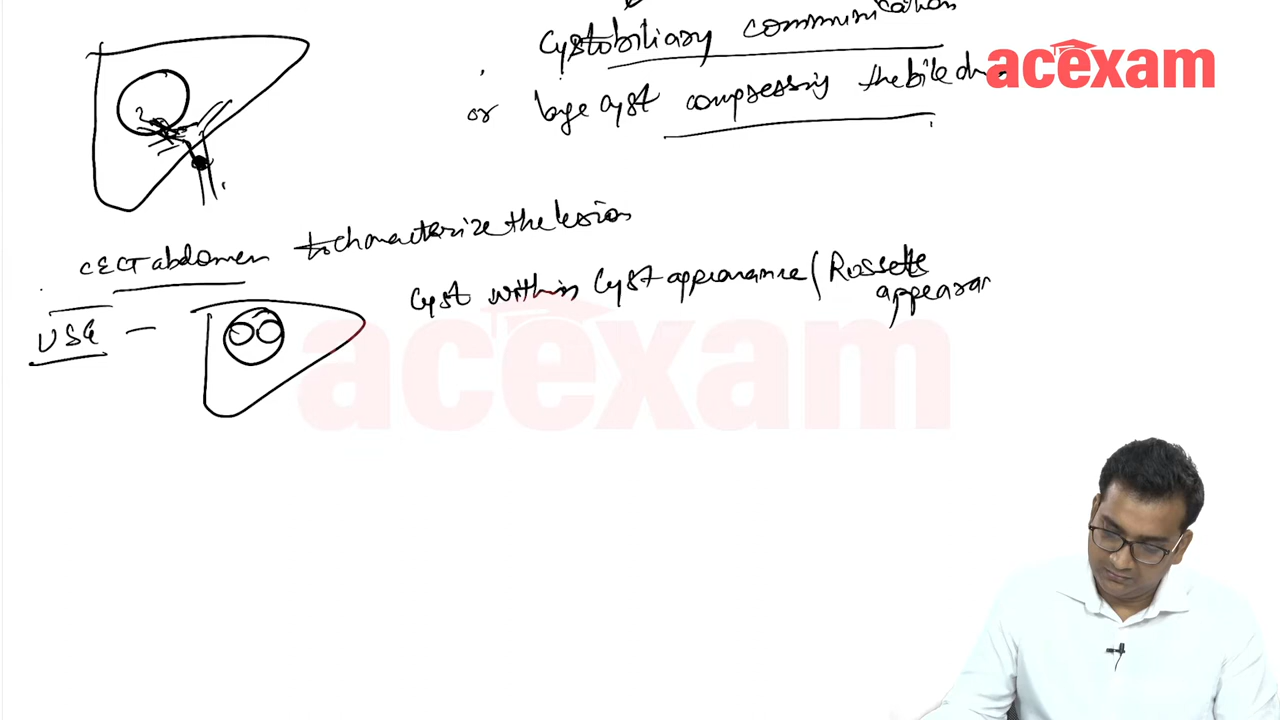 Cystobiliary communication
acexam
or large cyst compressing the bile du
CECT abdomen to characterize the lesion
USG - Cyst within Cyst appearance (Rossette
appearan
acexam